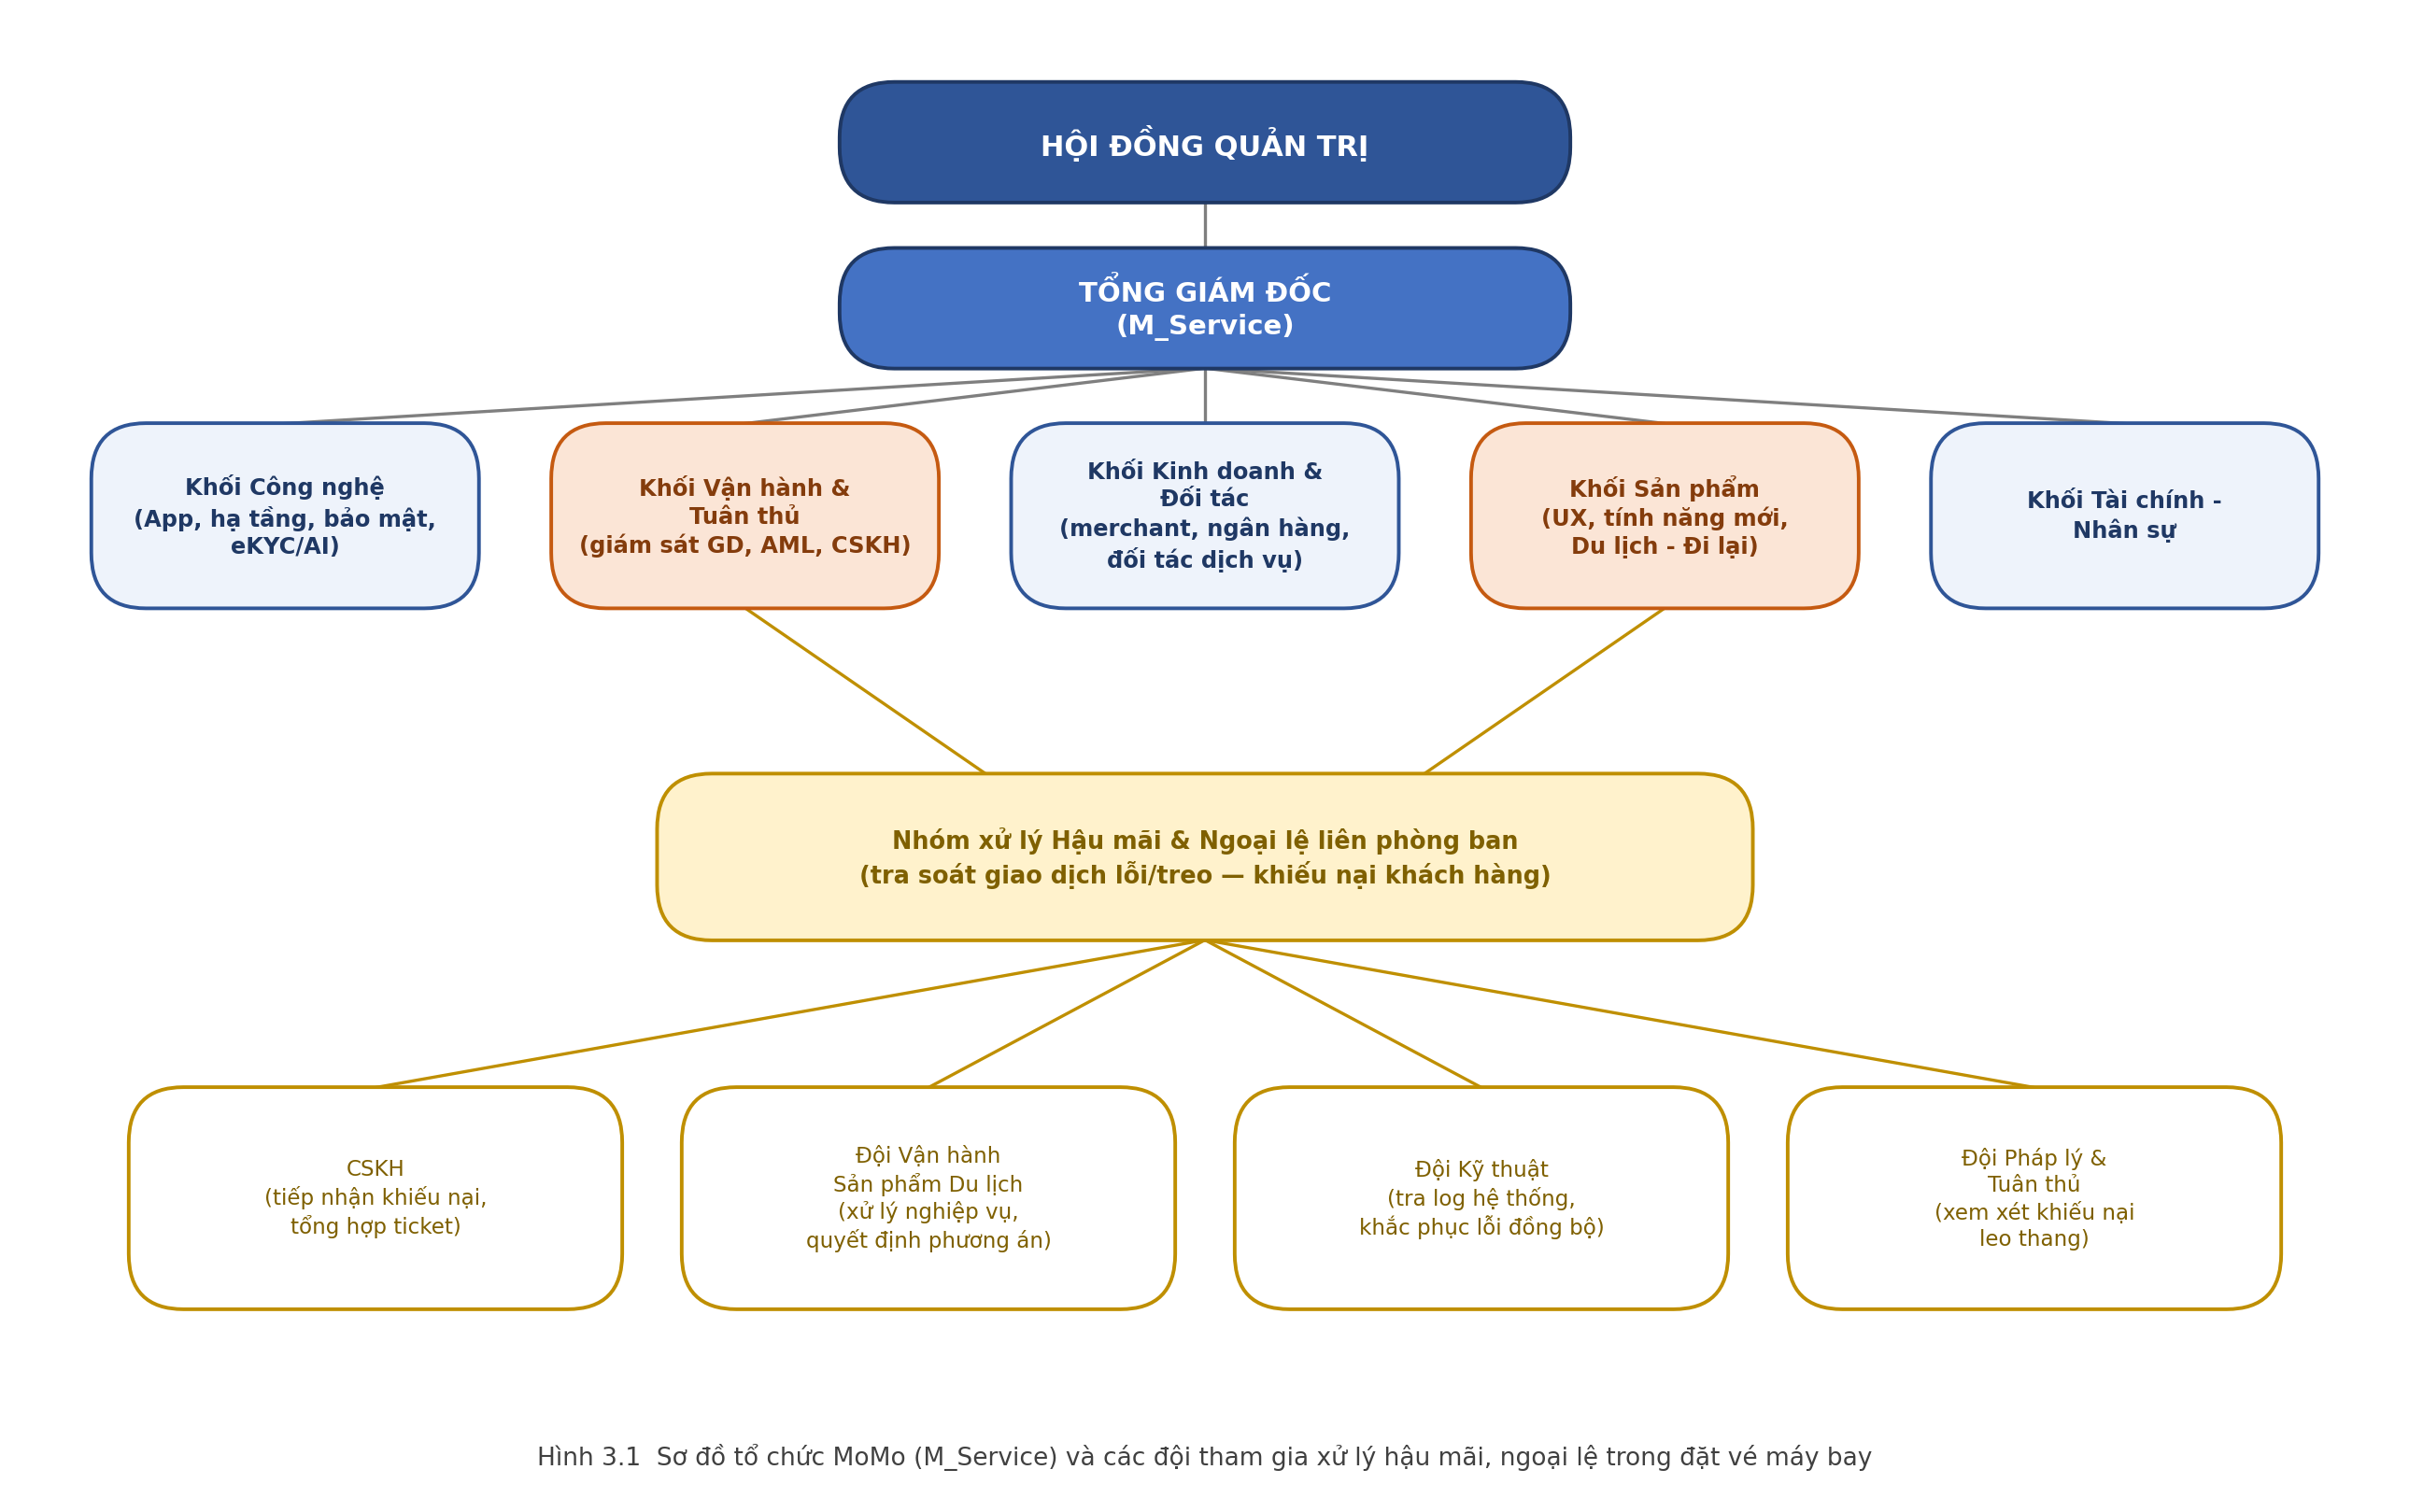 HỘI ĐỒNG QUẢN TRỊ
TỔNG GIÁM ĐỐC
(M_Service)
Khối Công nghệ
(App, hạ tầng, bảo mật,
eKYC/AI)
Khối Vận hành &
Tuân thủ
(giám sát GD, AML, CSKH)
Khối Kinh doanh &
Đối tác
(merchant, ngân hàng,
đối tác dịch vụ)
Khối Sản phẩm
(UX, tính năng mới,
Du lịch - Đi lại)
Khối Tài chính -
Nhân sự
Nhóm xử lý Hậu mãi & Ngoại lệ liên phòng ban
(tra soát giao dịch lỗi/treo — khiếu nại khách hàng)
CSKH
(tiếp nhận khiếu nại,
tổng hợp ticket)
Đội Vận hành
Sản phẩm Du lịch
(xử lý nghiệp vụ,
quyết định phương án)
Đội Kỹ thuật
(tra log hệ thống,
khắc phục lỗi đồng bộ)
Đội Pháp lý &
Tuân thủ
(xem xét khiếu nại
leo thang)
Hình 3.1  Sơ đồ tổ chức MoMo (M_Service) và các đội tham gia xử lý hậu mãi, ngoại lệ trong đặt vé máy bay